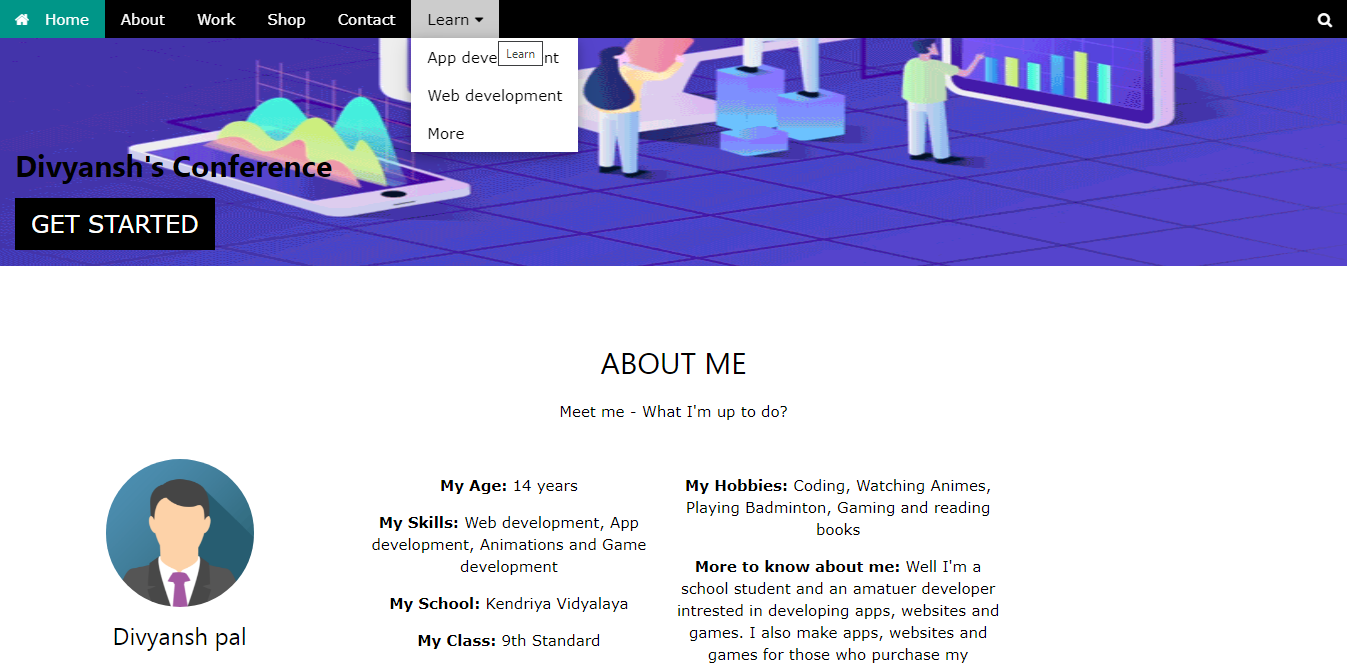 Home About Work Shop Contact Learn
App deve nt
Learn
Web development
More
Divyansh's Conference
GET STARTED
ABOUT ME
Meet me - What I'm up to do?
Divyansh pal
My Age: 14 years
My Skills: Web development, App
development, Animations and Game
development
My School: Kendriya Vidyalaya
My Class: 9th Standard
My Hobbies: Coding, Watching Animes,
Playing Badminton, Gaming and reading
books
More to know about me: Well I'm a
school student and an amatuer developer
intrested in developing apps, websites and
games. I also make apps, websites and
games for those who purchase my